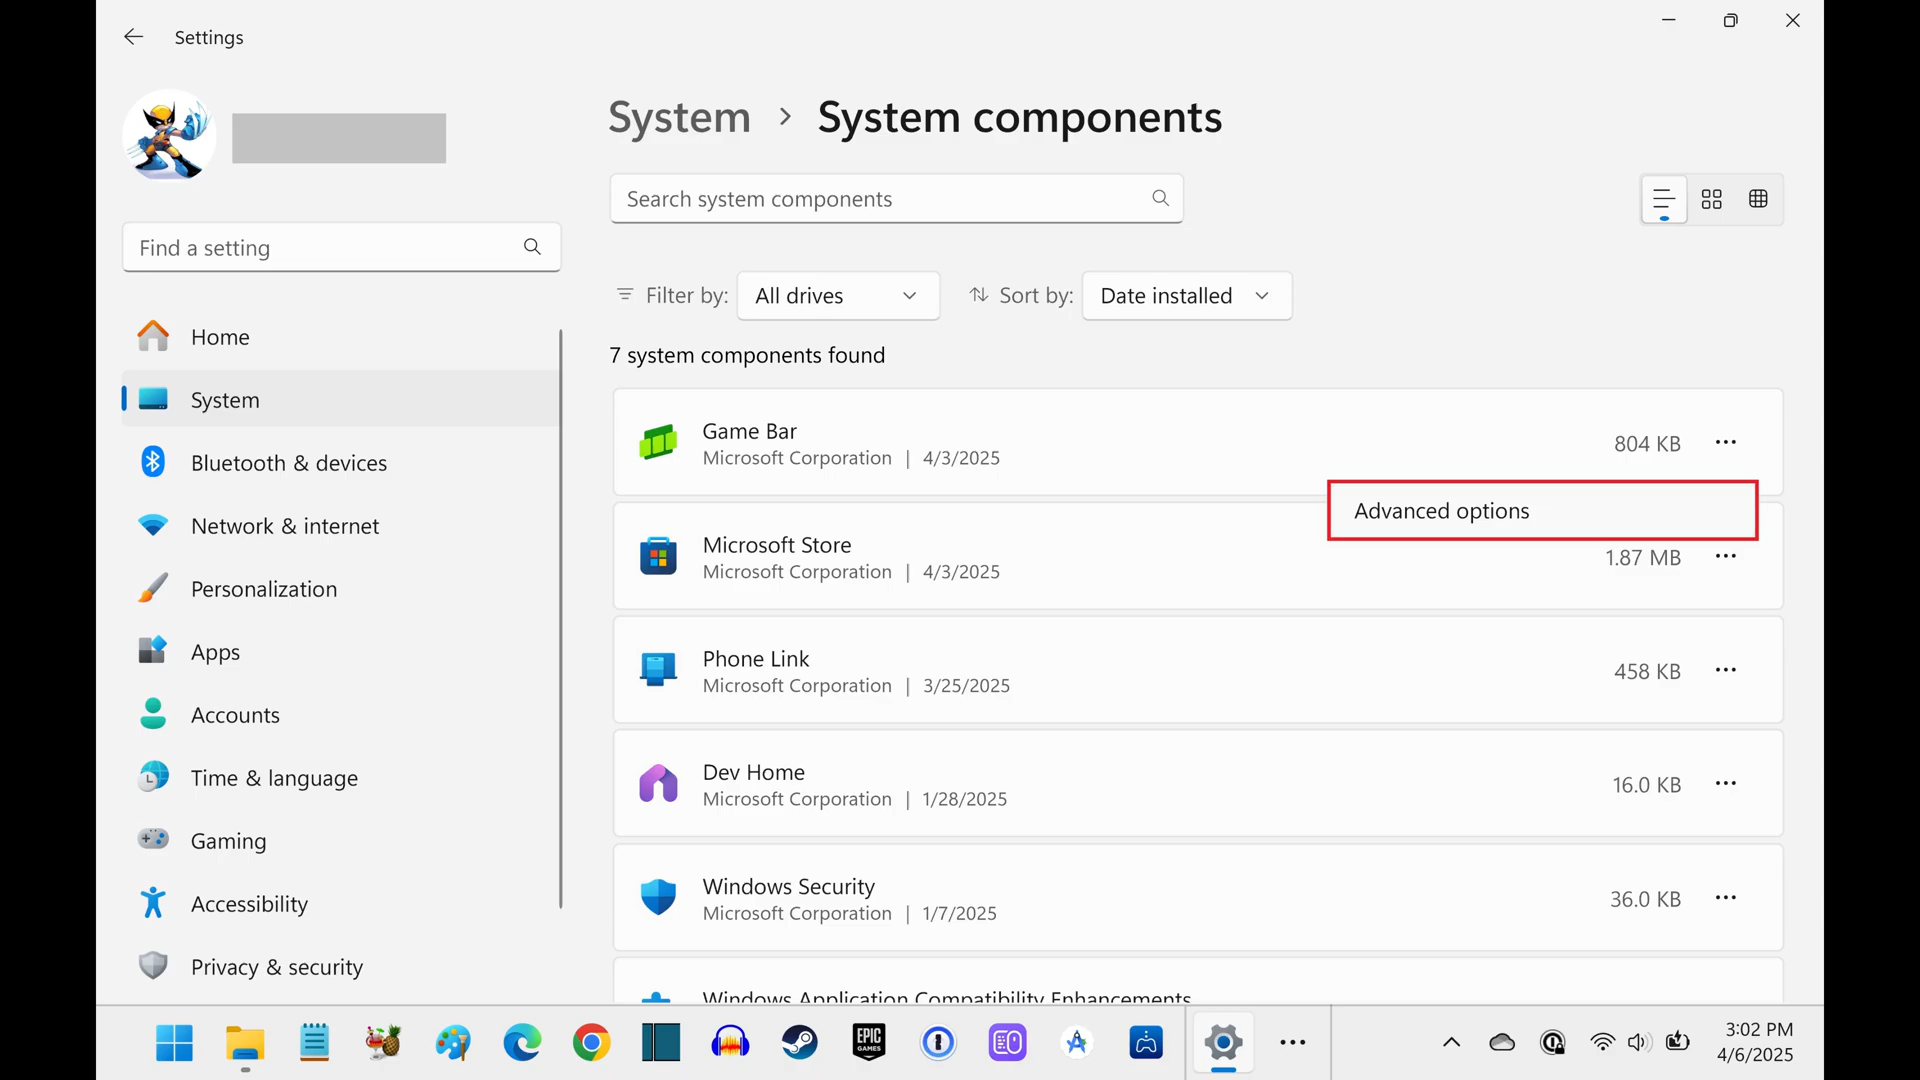 Settings
System > System components
Search system components
Find a setting
Filter by: All drives
Sort by: Date installed
7 system components found
Home
System
Bluetooth & devices
Network & internet
Personalization
Apps
Accounts
Time & language
Gaming
Accessibility
Privacy & security
Game Bar
Microsoft Corporation | 4/3/2025
804 KB
Advanced options
Microsoft Store
Microsoft Corporation | 4/3/2025
1.87 MB
Phone Link
Microsoft Corporation | 3/25/2025
458 KB
Dev Home
Microsoft Corporation | 1/28/2025
16.0 KB
Windows Security
Microsoft Corporation | 1/7/2025
36.0 KB
Windows Application Compatibility Enhancements
EPIC
GAMES
3:02 PM
4/6/2025